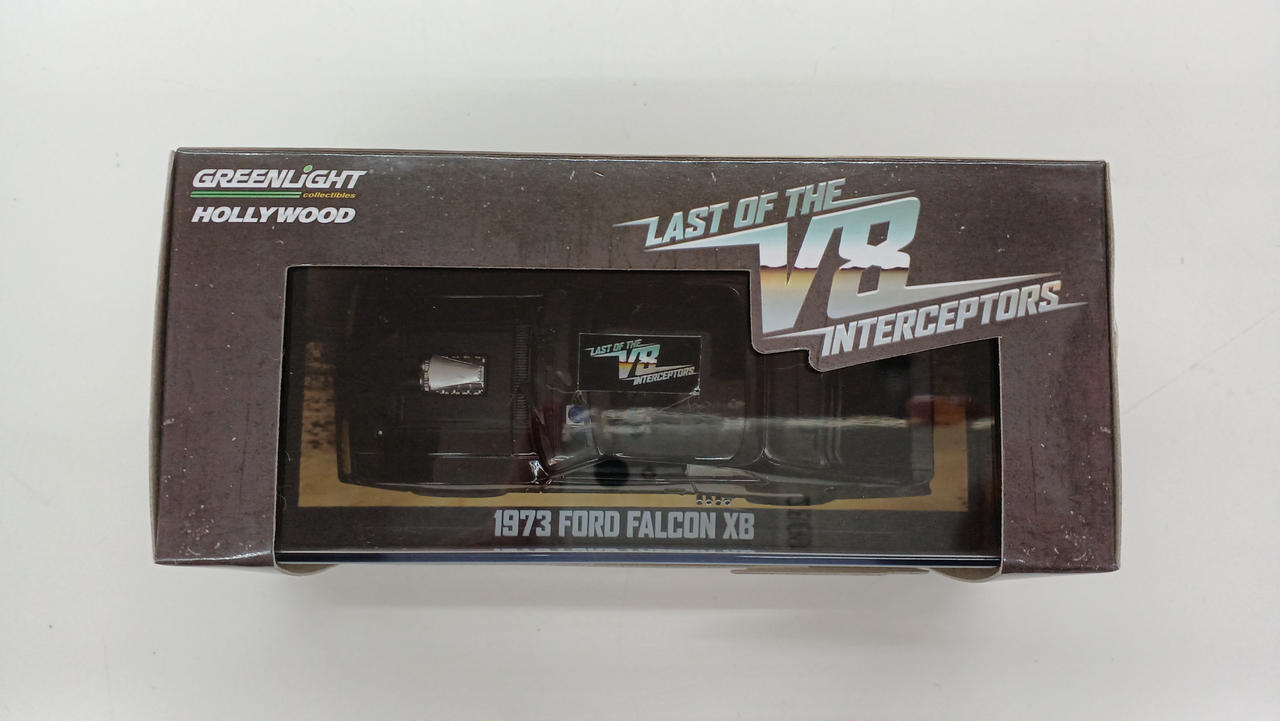 GREENLiGHT
collectibles
HOLLYWOOD
LAST OF THE
V8
INTERCEPTORS
LAST OF THE
V8
INTERCEPTORS
1973 FORD FALCON XB